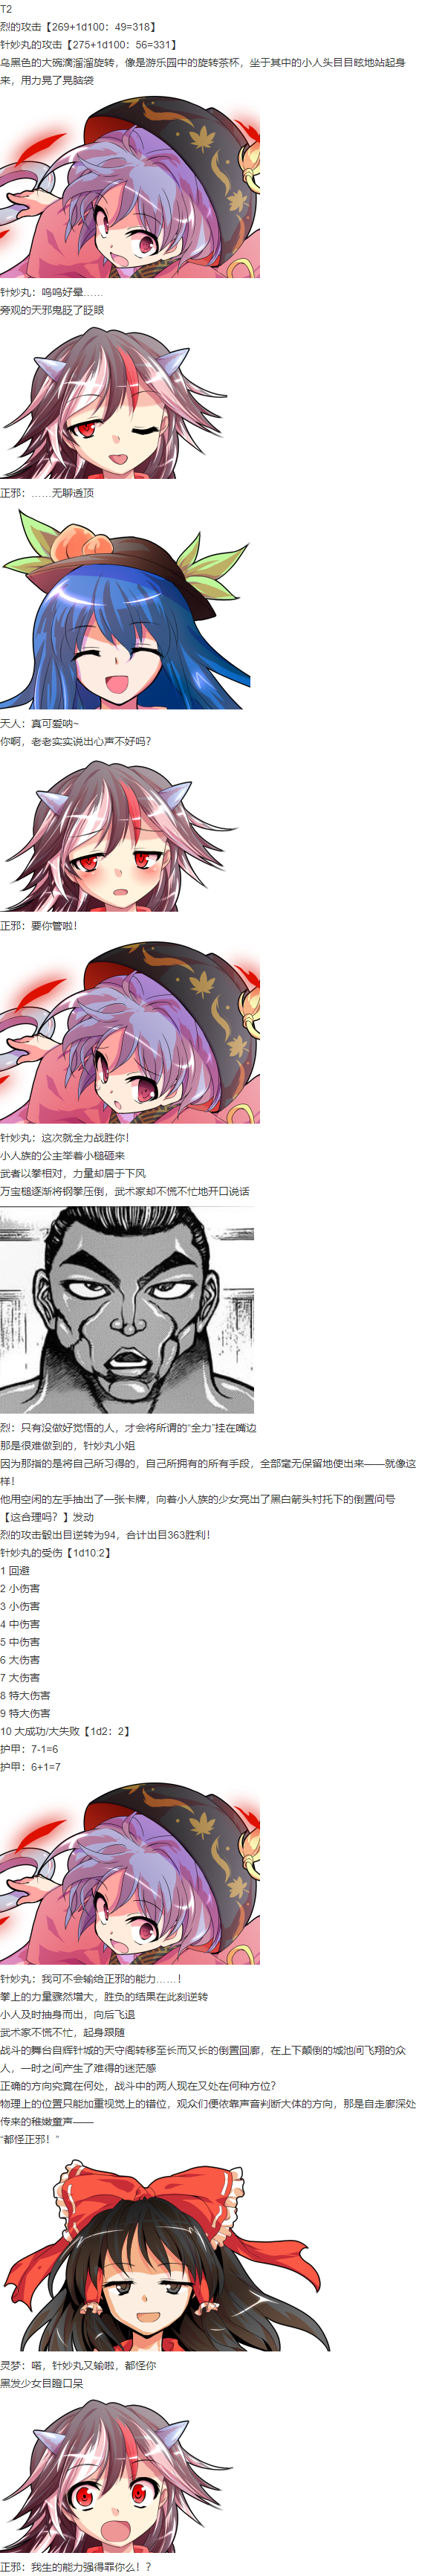 T2
烈的攻击【269+1d100：49=318】
针妙丸的攻击【275+1d100：56=331】
乌黑色的大碗滴溜溜旋转，像是游乐园中的旋转茶杯，坐于其中的小人头目目眩地站起身
来，用力晃了晃脑袋
针妙丸：呜呜好晕……
旁观的天邪鬼眨了眨眼
正邪：……无聊透顶
天人：真可爱呐~
你啊，老老实实说出心声不好吗？
正邪：要你管啦！
针妙丸：这次就全力战胜你！
小人族的公主举着小槌砸来
武者以拳相对，力量却居于下风
万宝槌逐渐将钢拳压倒，武术家却不慌不忙地开口说话
烈：只有没做好觉悟的人，才会将所谓的“全力”挂在嘴边
那是很难做到的，针妙丸小姐
因为那指的是将自己所习得的，自己所拥有的所有手段，全部毫无保留地使出来——就像这
样！
他用空闲的左手抽出了一张卡牌，向着小人族的少女亮出了黑白箭头衬托下的倒置问号
【这合理吗？】发动
烈的攻击骰出目逆转为94，合计出目363胜利！
针妙丸的受伤【1d10:2】
1 回避
2 小伤害
3 小伤害
4 中伤害
5 中伤害
6 大伤害
7 大伤害
8 特大伤害
9 特大伤害
10 大成功/大失败【1d2：2】
护甲：7-1=6
护甲：6+1=7
针妙丸：我可不会输给正邪的能力……！
拳上的力量骤然增大，胜负的结果在此刻逆转
小人及时抽身而出，向后飞退
武术家不慌不忙，起身跟随
战斗的舞台自辉针城的天守阁转移至长而又长的倒置回廊，在上下颠倒的城池间飞翔的众
人，一时之间产生了难得的迷茫感
正确的方向究竟在何处，战斗中的两人现在又处在何种方位？
物理上的位置只能加重视觉上的错位，观众们便依靠声音判断大体的方向，那是自走廊深处
传来的稚嫩童声——
“都怪正邪！”
灵梦：喏，针妙丸又输啦，都怪你
黑发少女目瞪口呆
正邪：我生的能力强得罪你么！？